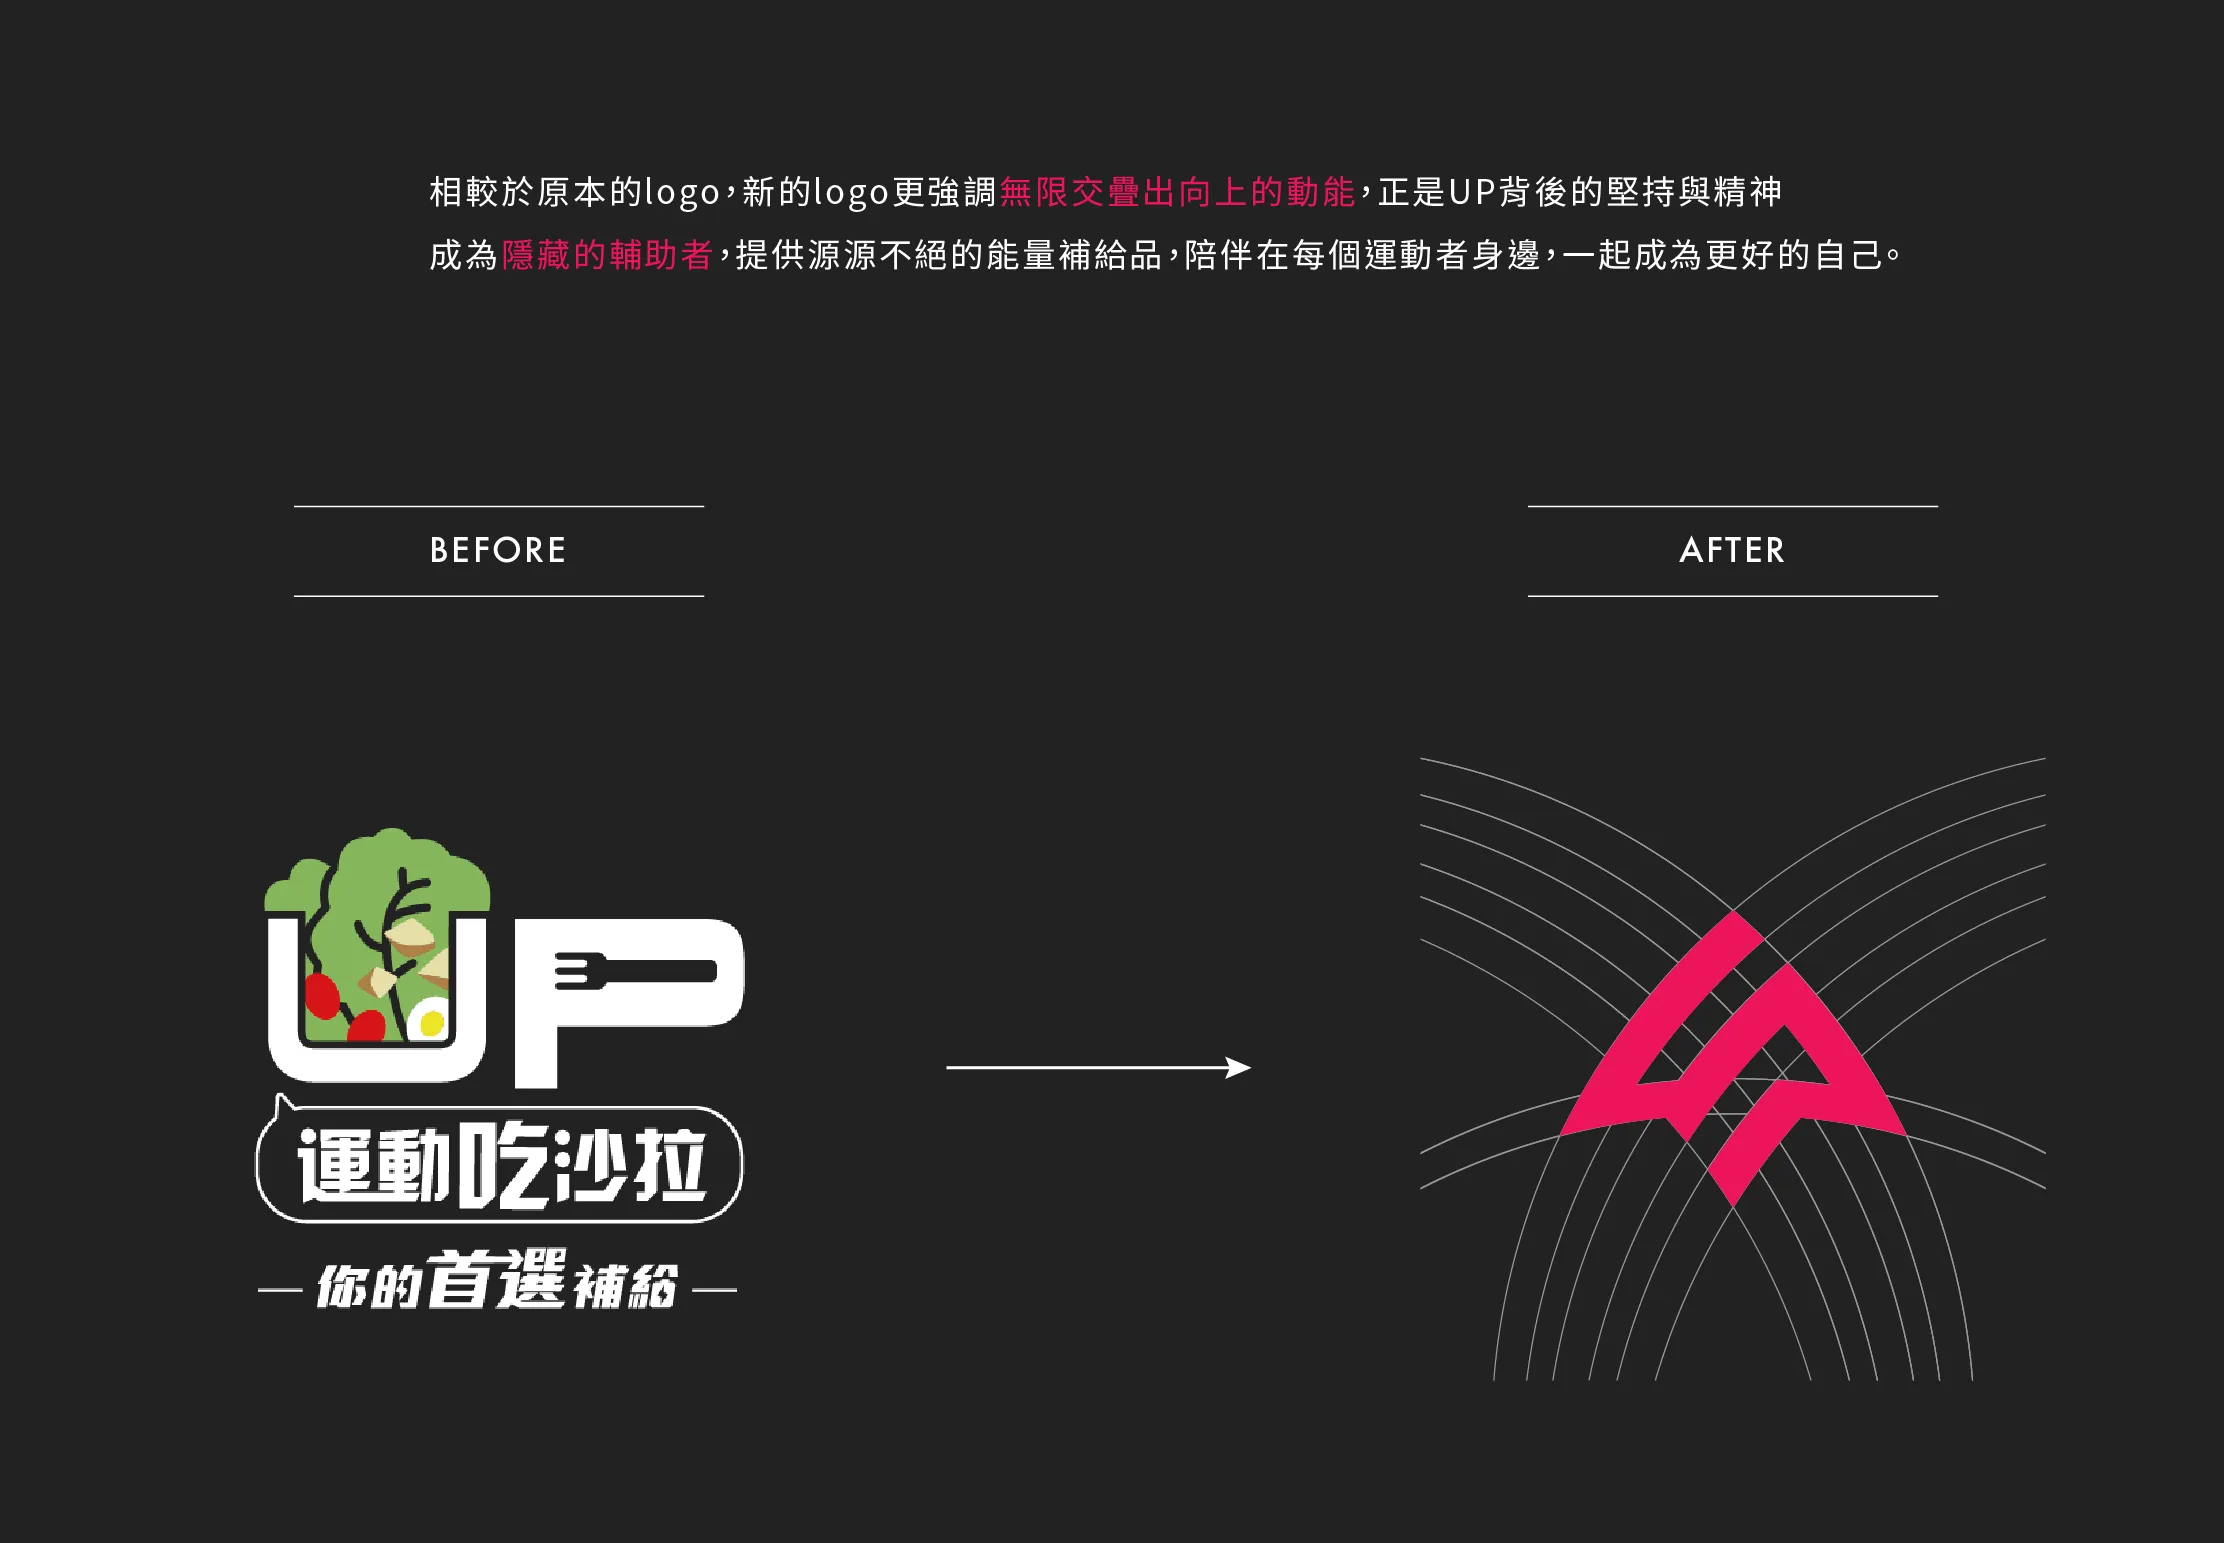 相較於原本的logo，新的logo更強調無限交疊出向上的動能，正是UP背後的堅持與精神
成為隱藏的輔助者，提供源源不絕的能量補給品，陪伴在每個運動者身邊，一起成為更好的自己。
BEFORE
AFTER
UP
運動吃沙拉
你的首選補給